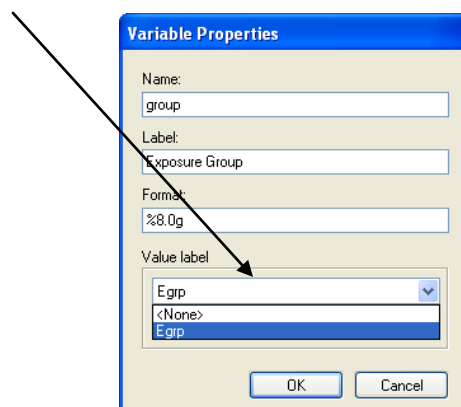 Variable Properties
Name:
group
Label:
Exposure Group
Format:
%8.0g
Value label
Egrp
<None>
Egrp
OK Cancel